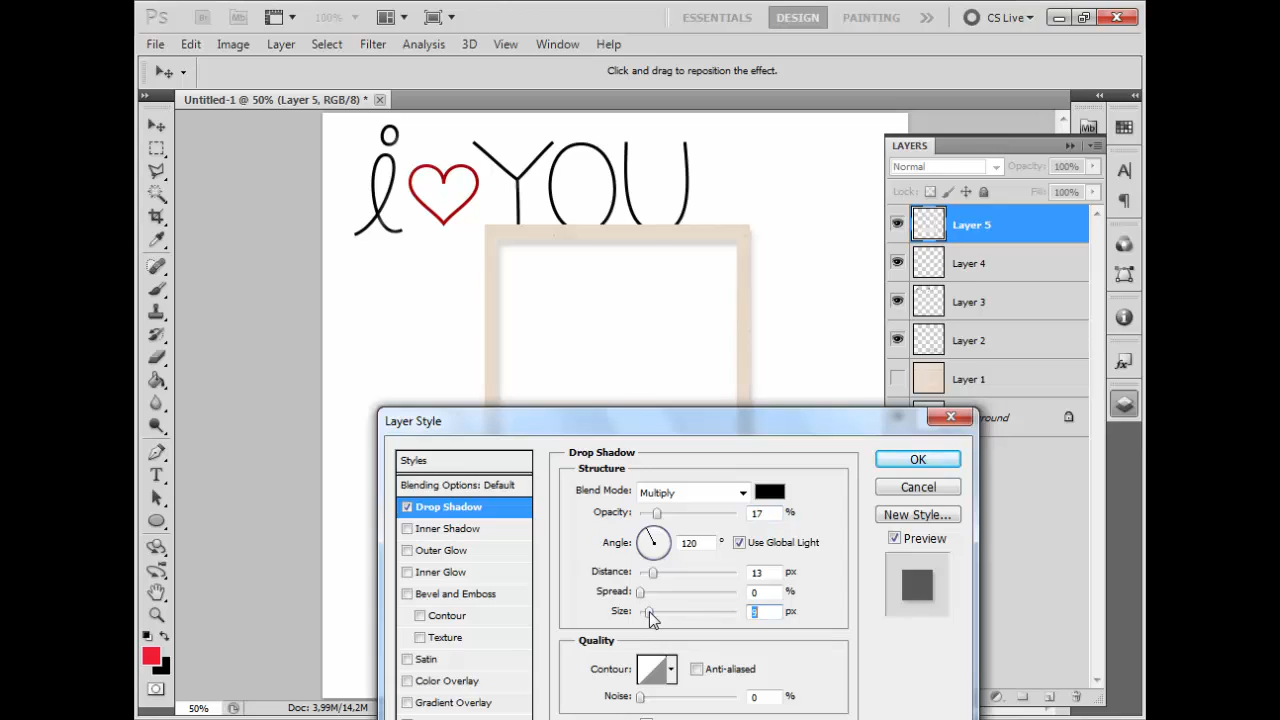 Ps Br Mb 100% ESSENTIALS DESIGN PAINTING CS Live
File Edit Image Layer Select Filter Analysis 3D View Window Help
Click and drag to reposition the effect.
Untitled-1 @ 50% (Layer 5, RGB/8) *
i YOU
Mb
LAYERS
Normal Opacity: 100%
Lock: Fill: 100%
Layer 5
Layer 4
Layer 3
Layer 2
Layer 1
Layer Style
Styles
Blending Options: Default
Drop Shadow
Inner Shadow
Outer Glow
Inner Glow
Bevel and Emboss
Contour
Texture
Satin
Color Overlay
Gradient Overlay
Drop Shadow
Structure
Blend Mode: Multiply
Opacity: 17 %
Angle: 120 ° Use Global Light
Distance: 13 px
Spread: 0 %
Size: 9 px
Quality
Contour: Anti-aliased
Noise: 0 %
OK
Cancel
New Style...
Preview
50% Doc: 3,99M/14,2M